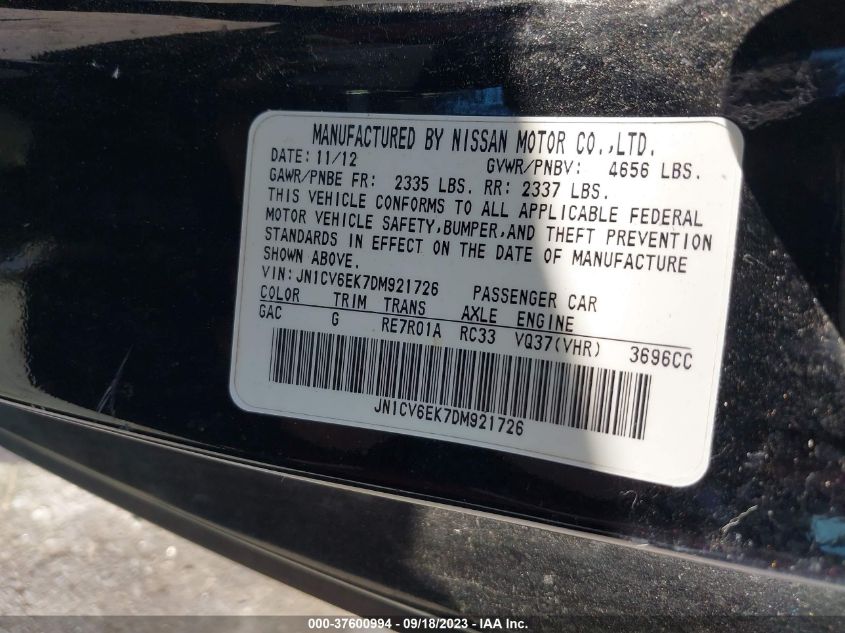 MANUFACTURED BY NISSAN MOTOR CO.,LTD.
DATE: 11/12 GVWR/PNBV: 4656 LBS.
GAWR/PNBE FR: 2335 LBS. RR: 2337 LBS.
THIS VEHICLE CONFORMS TO ALL APPLICABLE FEDERAL
MOTOR VEHICLE SAFETY,BUMPER,AND THEFT PREVENTION
STANDARDS IN EFFECT ON THE DATE OF MANUFACTURE
SHOWN ABOVE.
VIN: JN1CV6EK7DM921726 PASSENGER CAR
COLOR TRIM TRANS AXLE ENGINE
GAC G RE7R01A RC33 VQ37(VHR) 3696CC
JN1CV6EK7DM921726
000-37600994 - 09/18/2023 - www.iaai.com